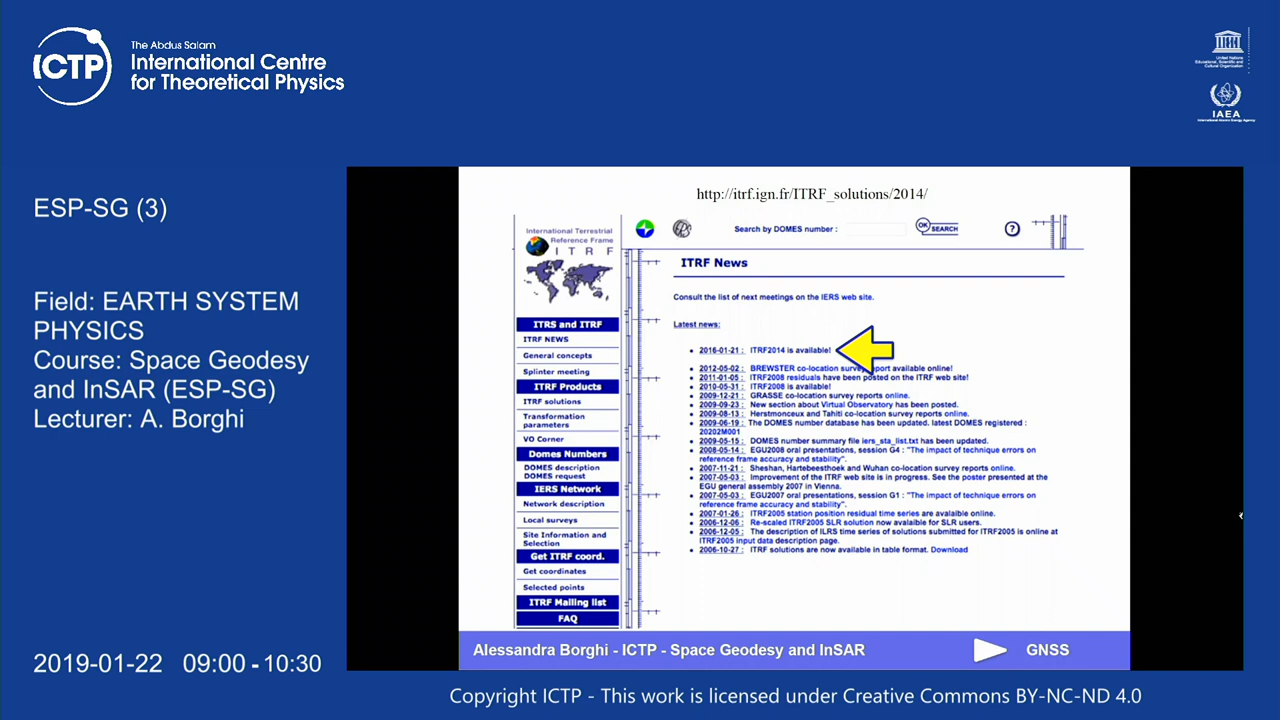 The Abdus Salam
International Centre
for Theoretical Physics
ICTP
United Nations
Educational, Scientific and
Cultural Organization
IAEA
International Atomic Energy Agency
ESP-SG (3)
Field: EARTH SYSTEM
PHYSICS
Course: Space Geodesy
and InSAR (ESP-SG)
Lecturer: A. Borghi
2019-01-22 09:00 - 10:30
http://itrf.ign.fr/ITRF_solutions/2014/
International Terrestrial
Reference Frame
I T R F
Search by DOMES number :
OK SEARCH
?
ITRS and ITRF
ITRF NEWS
General concepts
Splinter meeting
ITRF Products
ITRF solutions
Transformation
parameters
VO Corner
Domes Numbers
DOMES description
DOMES request
IERS Network
Network description
Local surveys
Site Information and
Selection
Get ITRF coord.
Get coordinates
Selected points
ITRF Mailing list
FAQ
ITRF News
Consult the list of next meetings on the IERS web site.
Latest news:
2016-01-21 : ITRF2014 is available!
2012-05-02 : BREWSTER co-location survey report available online!
2011-01-05 : ITRF2008 residuals have been posted on the ITRF web site!
2010-05-31 : ITRF2008 is available!
2009-12-21 : GRASSE co-location survey reports online.
2009-09-23 : New section about Virtual Observatory has been posted.
2009-08-13 : Herstmonceux and Tahiti co-location survey reports online.
2009-06-19 : The DOMES number database has been updated. latest DOMES registered :
20202M001
2009-05-15 : DOMES number summary file iers_sta_list.txt has been updated.
2008-05-14 : EGU2008 oral presentations, session G4 : "The impact of technique errors on
reference frame accuracy and stability".
2007-11-21 : Sheshan, Hartebeesthoek and Wuhan co-location survey reports online.
2007-05-03 : Improvement of the ITRF web site is in progress. See the poster presented at the
EGU general assembly 2007 in Vienna.
2007-05-03 : EGU2007 oral presentations, session G1 : "The impact of technique errors on
reference frame accuracy and stability".
2007-01-26 : ITRF2005 station position residual time series are avalaible online.
2006-12-06 : Re-scaled ITRF2005 SLR solution now avalaible for SLR users.
2006-12-05 : The description of ILRS time series of solutions submitted for ITRF2005 is online at
ITRF2005 input data description page.
2006-10-27 : ITRF solutions are now available in table format. Download
Alessandra Borghi - ICTP - Space Geodesy and InSAR
GNSS
Copyright ICTP - This work is licensed under Creative Commons BY-NC-ND 4.0